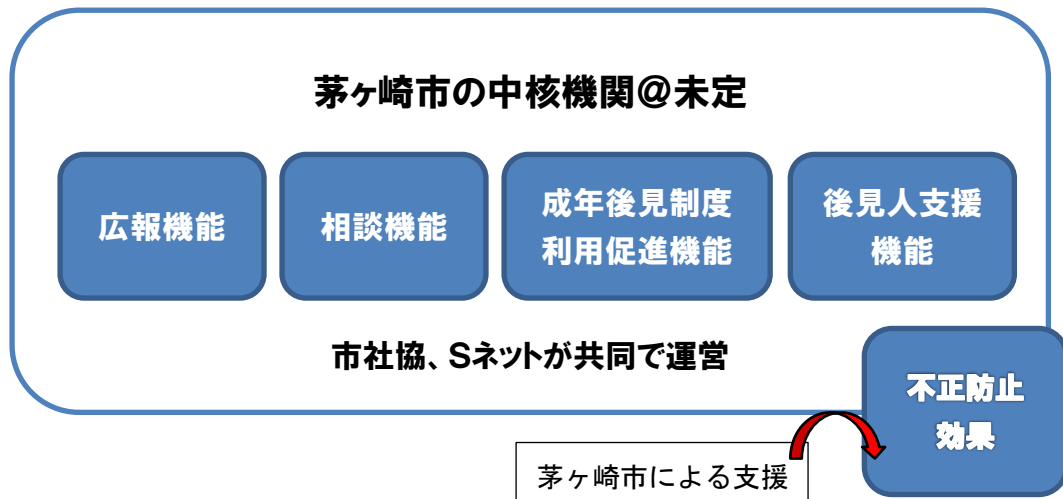 茅ヶ崎市の中核機関@未定
広報機能
相談機能
成年後見制度
利用促進機能
後見人支援
機能
市社協、Sネットが共同で運営
不正防止
効果
茅ヶ崎市による支援